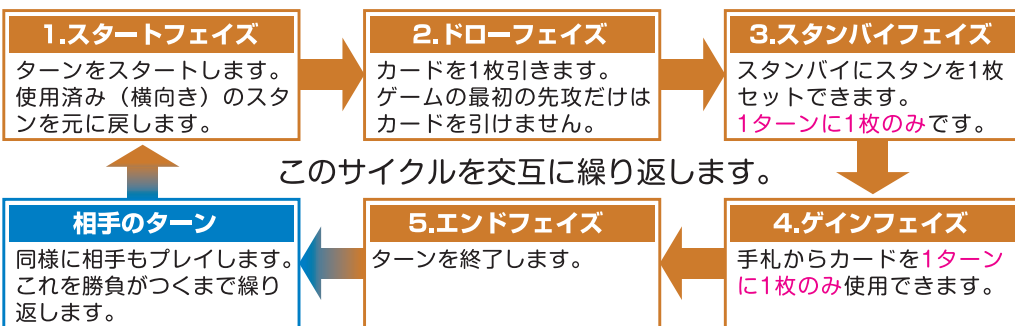 1.スタートフェイズ
ターンをスタートします。
使用済み（横向き）のスタ
ンを元に戻します。
2.ドローフェイズ
カードを1枚引きます。
ゲームの最初の先攻だけは
カードを引けません。
3.スタンバイフェイズ
スタンバイにスタンを1枚
セットできます。
1ターンに1枚のみです。
このサイクルを交互に繰り返します。
4.ゲインフェイズ
手札からカードを1ターン
に1枚のみ使用できます。
5.エンドフェイズ
ターンを終了します。
相手のターン
同様に相手もプレイします。
これを勝負がつくまで繰り
返します。